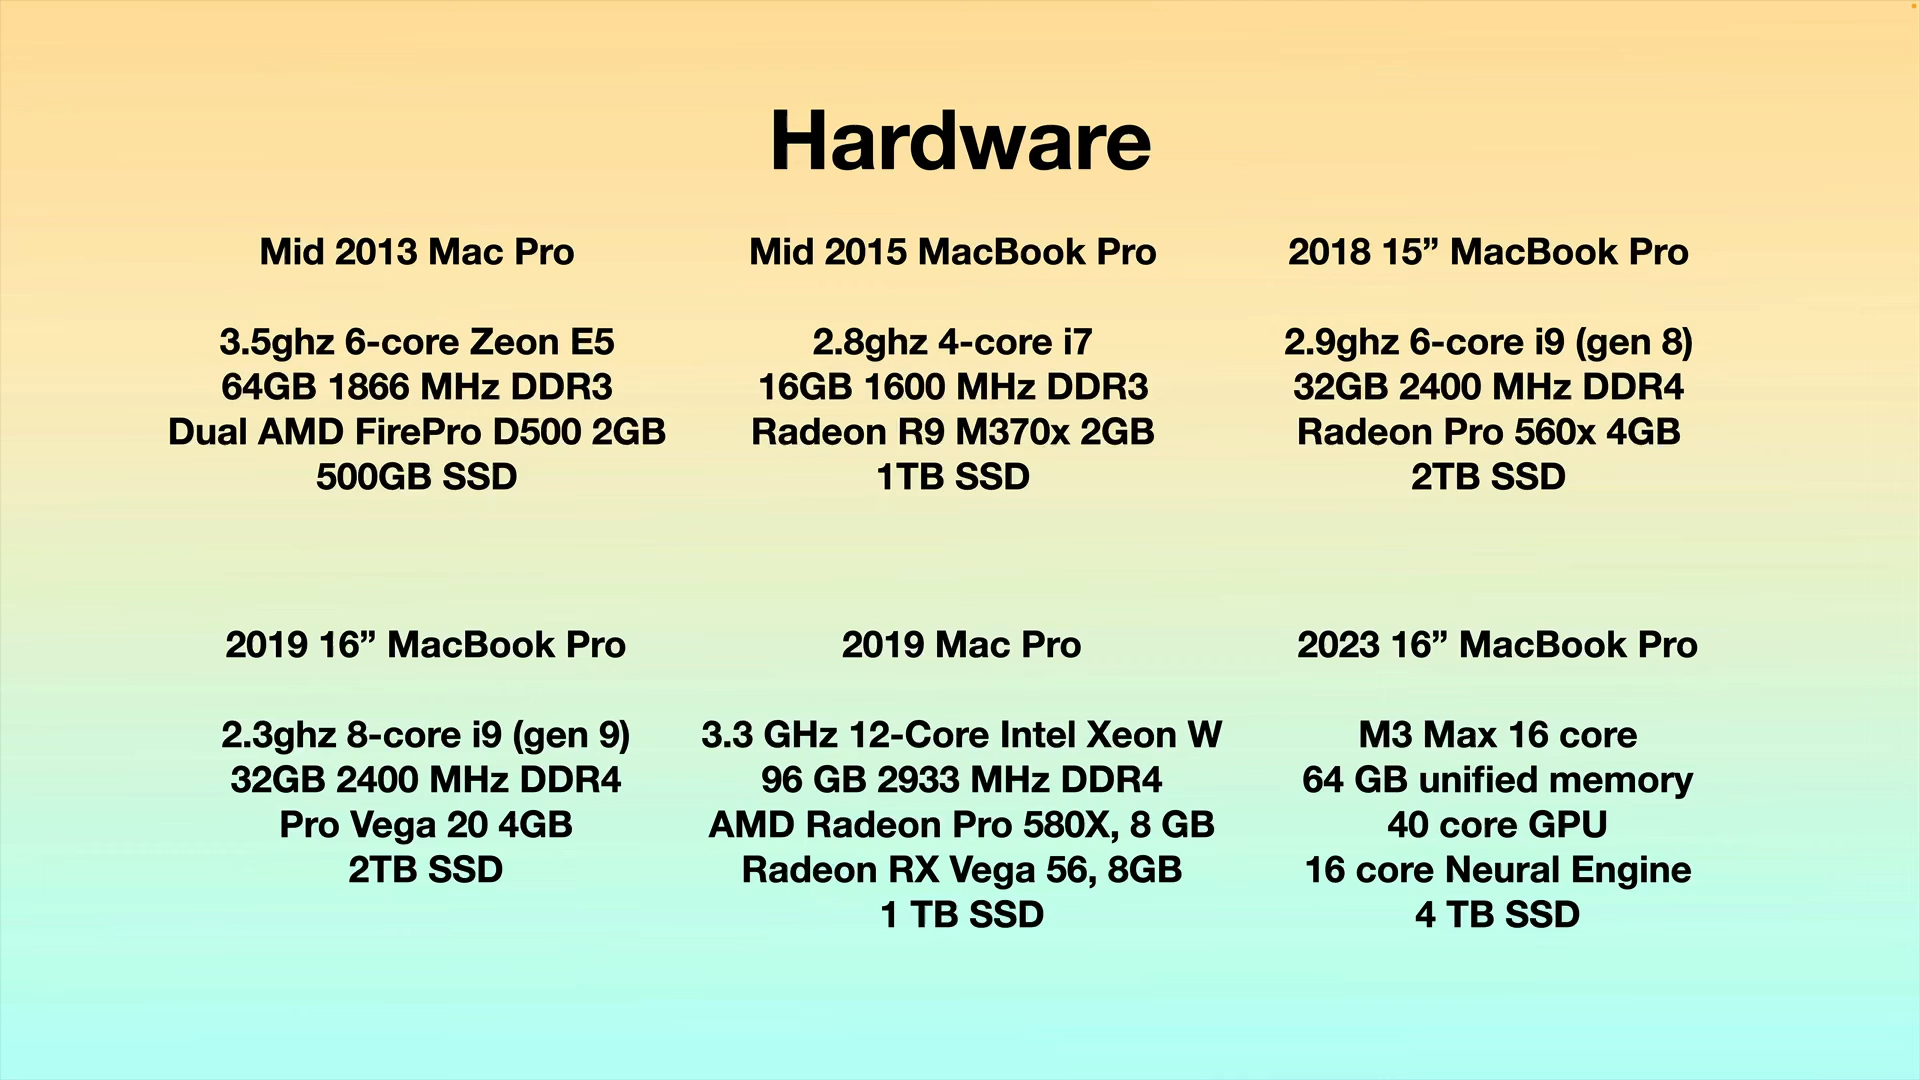 Hardware
Mid 2013 Mac Pro
3.5ghz 6-core Zeon E5
64GB 1866 MHz DDR3
Dual AMD FirePro D500 2GB
500GB SSD
Mid 2015 MacBook Pro
2.8ghz 4-core i7
16GB 1600 MHz DDR3
Radeon R9 M370x 2GB
1TB SSD
2018 15” MacBook Pro
2.9ghz 6-core i9 (gen 8)
32GB 2400 MHz DDR4
Radeon Pro 560x 4GB
2TB SSD
2019 16” MacBook Pro
2.3ghz 8-core i9 (gen 9)
32GB 2400 MHz DDR4
Pro Vega 20 4GB
2TB SSD
2019 Mac Pro
3.3 GHz 12-Core Intel Xeon W
96 GB 2933 MHz DDR4
AMD Radeon Pro 580X, 8 GB
Radeon RX Vega 56, 8GB
1 TB SSD
2023 16” MacBook Pro
M3 Max 16 core
64 GB unified memory
40 core GPU
16 core Neural Engine
4 TB SSD